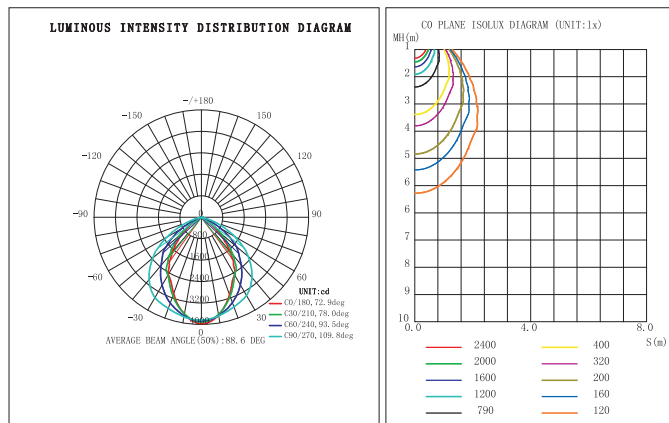 LUMINOUS INTENSITY DISTRIBUTION DIAGRAM
-/+180
-150 150
-120 120
-90 90
-60 60
-30 30
0
0
800
1600
2400
3200
4000
UNIT:cd
C0/180,72.9deg
C30/210,78.0deg
C60/240,93.5deg
C90/270,109.8deg
AVERAGE BEAM ANGLE(50%):88.6 DEG
CO PLANE ISOLUX DIAGRAM (UNIT:lx)
MH(m)
1
2
3
4
5
6
6
7
8
9
10
0.0 4.0 8.0
S(m)
2400 400
2000 320
1600 200
1200 160
790 120